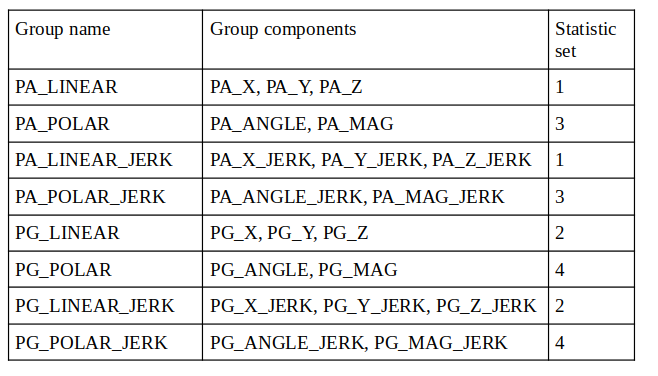 Group name Group components Statistic
set
PA_LINEAR PA_X, PA_Y, PA_Z 1
PA_POLAR PA_ANGLE, PA_MAG 3
PA_LINEAR_JERK PA_X_JERK, PA_Y_JERK, PA_Z_JERK 1
PA_POLAR_JERK PA_ANGLE_JERK, PA_MAG_JERK 3
PG_LINEAR PG_X, PG_Y, PG_Z 2
PG_POLAR PG_ANGLE, PG_MAG 4
PG_LINEAR_JERK PG_X_JERK, PG_Y_JERK, PG_Z_JERK 2
PG_POLAR_JERK PG_ANGLE_JERK, PG_MAG_JERK 4